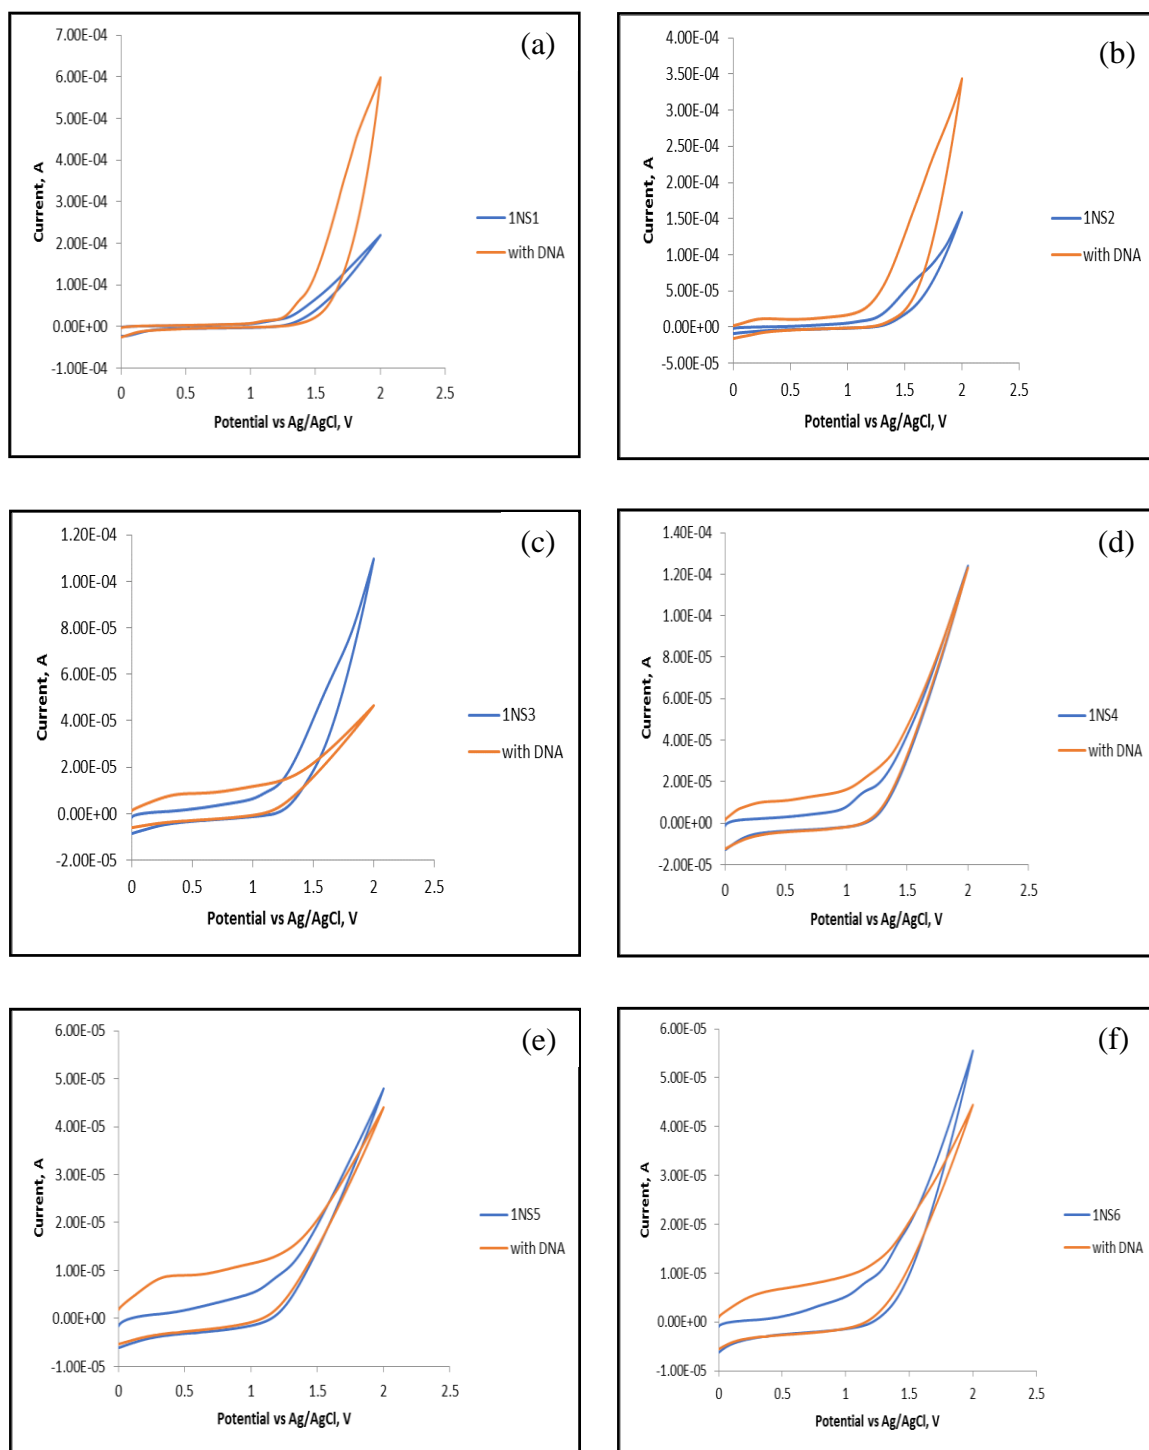 (a)
7.00E-04
6.00E-04
5.00E-04
4.00E-04
3.00E-04
2.00E-04
1.00E-04
0.00E+00
-1.00E-04
Current, A
0 0.5 1 1.5 2 2.5
Potential vs Ag/AgCl, V
1NS1
with DNA
(b)
4.00E-04
3.50E-04
3.00E-04
2.50E-04
2.00E-04
1.50E-04
1.00E-04
5.00E-05
0.00E+00
-5.00E-05
Current, A
0 0.5 1 1.5 2 2.5
Potential vs Ag/AgCl, V
1NS2
with DNA
(c)
1.20E-04
1.00E-04
8.00E-05
6.00E-05
4.00E-05
2.00E-05
0.00E+00
-2.00E-05
Current, A
0 0.5 1 1.5 2 2.5
Potential vs Ag/AgCl, V
1NS3
with DNA
(d)
1.40E-04
1.20E-04
1.00E-04
8.00E-05
6.00E-05
4.00E-05
2.00E-05
0.00E+00
-2.00E-05
Current, A
0 0.5 1 1.5 2 2.5
Potential vs Ag/AgCl, V
1NS4
with DNA
(e)
6.00E-05
5.00E-05
4.00E-05
3.00E-05
2.00E-05
1.00E-05
0.00E+00
-1.00E-05
Current, A
0 0.5 1 1.5 2 2.5
Potential vs Ag/AgCl, V
1NS5
with DNA
(f)
6.00E-05
5.00E-05
4.00E-05
3.00E-05
2.00E-05
1.00E-05
0.00E+00
-1.00E-05
Current, A
0 0.5 1 1.5 2 2.5
Potential vs Ag/AgCl, V
1NS6
with DNA